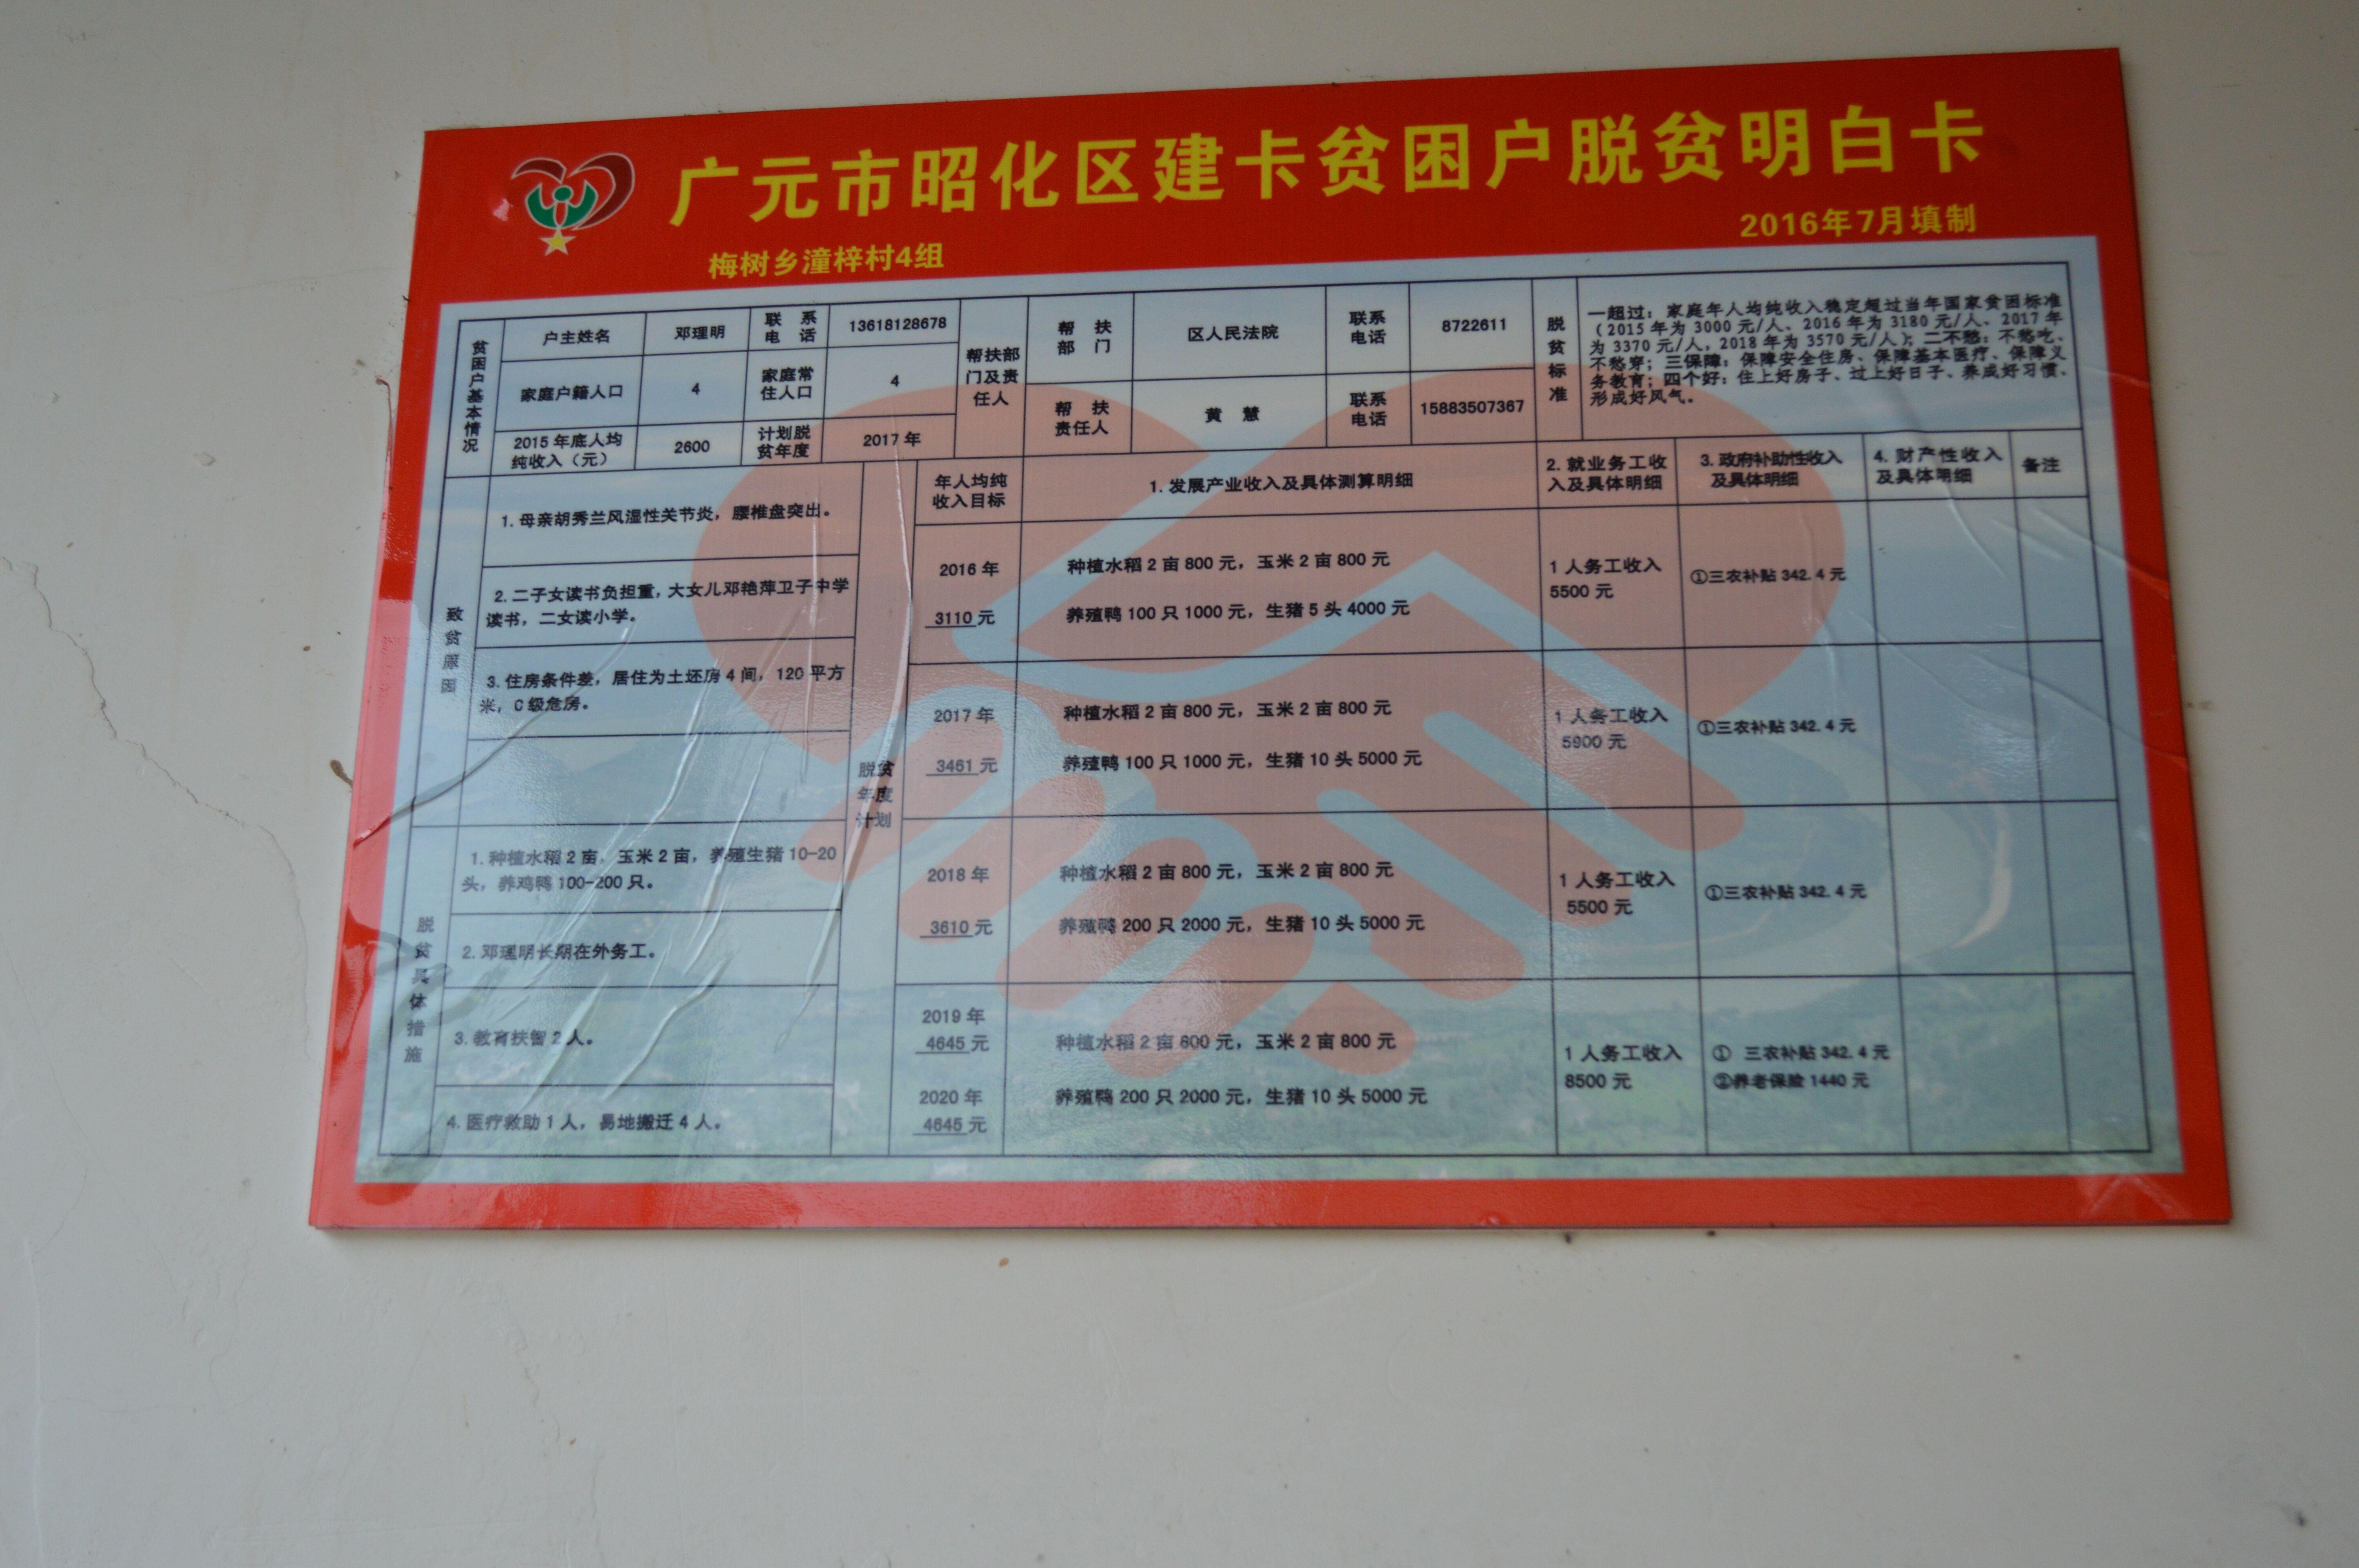 广元市昭化区建卡贫困户脱贫明白卡
梅树乡潼梓村4组
2016年7月填制
贫困户基本情况
户主姓名
邓理明
联系
电话
13618128678
家庭户籍人口
4
家庭常
住人口
4
2015年底人均
纯收入（元）
2600
计划脱
贫年度
2017年
帮扶部
门及责
任人
帮扶
部门
区人民法院
联系
电话
8722611
帮扶
责任人
黄慧
联系
电话
15883507367
脱贫标准
一超过：家庭年人均纯收入稳定超过当年国家贫困标准
（2015年为3000元/人、2016年为3180元/人、2017年
为3370元/人，2018年为3570元/人）；二不愁：不愁吃、
不愁穿；三保障：保障安全住房、保障基本医疗、保障义
务教育；四个好：住上好房子、过上好日子、养成好习惯、
形成好风气。
致贫原因
1.母亲胡秀兰风湿性关节炎，腰椎盘突出。
2.二子女读书负担重，大女儿邓艳萍卫子中学
读书，二女读小学。
3.住房条件差，居住为土坯房4间，120平方
米，C级危房。
脱贫具体措施
1.种植水稻2亩，玉米2亩，养殖生猪10-20
头，养鸡鸭100-200只。
2.邓理明长期在外务工。
3.教育扶智2人。
4.医疗救助1人，易地搬迁4人。
脱贫
年度
计划
年人均纯
收入目标
1.发展产业收入及具体测算明细
2.就业务工收
入及具体明细
3.政府补助性收入
及具体明细
4.财产性收入
及具体明细
备注
2016年
3110元
种植水稻2亩800元，玉米2亩800元
养殖鸭100只1000元，生猪5头4000元
1人务工收入
5500元
①三农补贴342.4元
2017年
3461元
种植水稻2亩800元，玉米2亩800元
养殖鸭100只1000元，生猪10头5000元
1人务工收入
5900元
①三农补贴342.4元
2018年
3610元
种植水稻2亩800元，玉米2亩800元
养殖鸭200只2000元，生猪10头5000元
1人务工收入
5500元
①三农补贴342.4元
2019年
4645元
2020年
4645元
种植水稻2亩800元，玉米2亩800元
养殖鸭200只2000元，生猪10头5000元
1人务工收入
8500元
① 三农补贴342.4元
②养老保险1440元